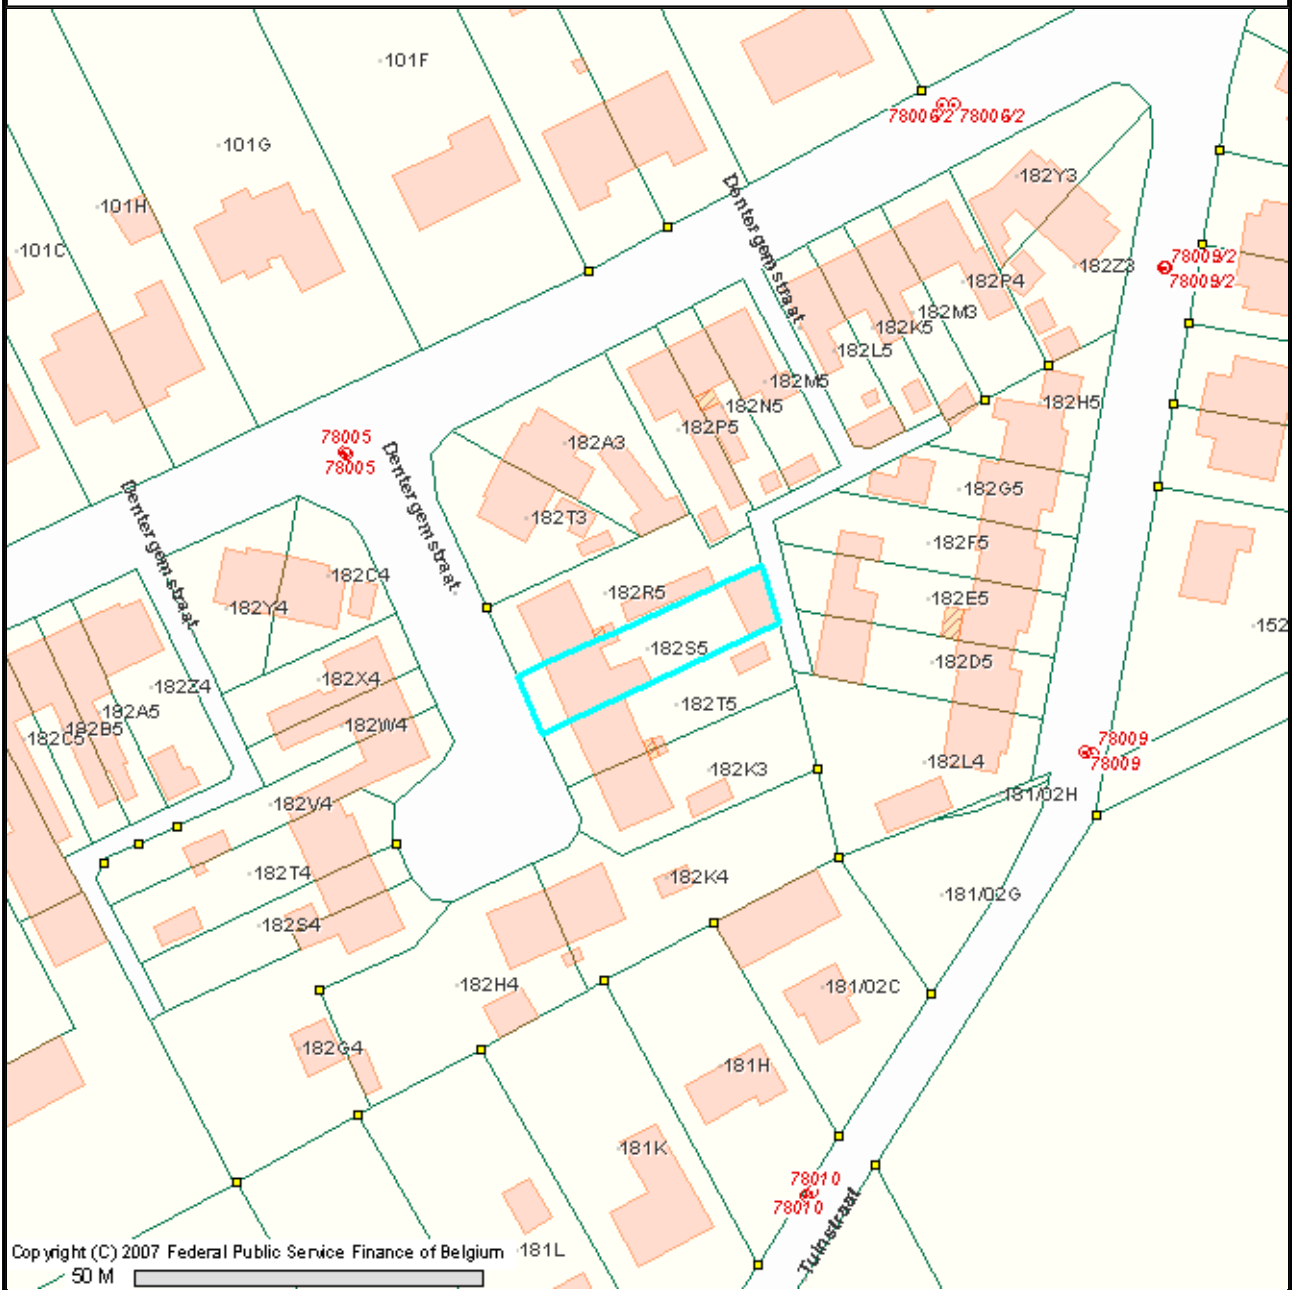 101F
78006/2 78006/2
101G
182Y3
101H
Dentergemstraat
101C
78009/2
182Z3
78009/2
182P4
182M3
182K5
182L5
182M5
182H5
182N5
182P5
78005
182A3
78005
Dentergemstraat
182G5
Dentergemstraat
182T3
182F5
182C4
182R5
182E5
182Y4
152
182S5
182D5
182X4
182Z4
182T5
182A5
182W4
182B5
182C5
78009
182L4
78009
182K3
181/02H
182V4
182T4
182K4
181/02G
182S4
182H4
181/02C
182G4
181H
181K
78010
78010
Tuinstraat
181L
Copyright (C) 2007 Federal Public Service Finance of Belgium
50 M